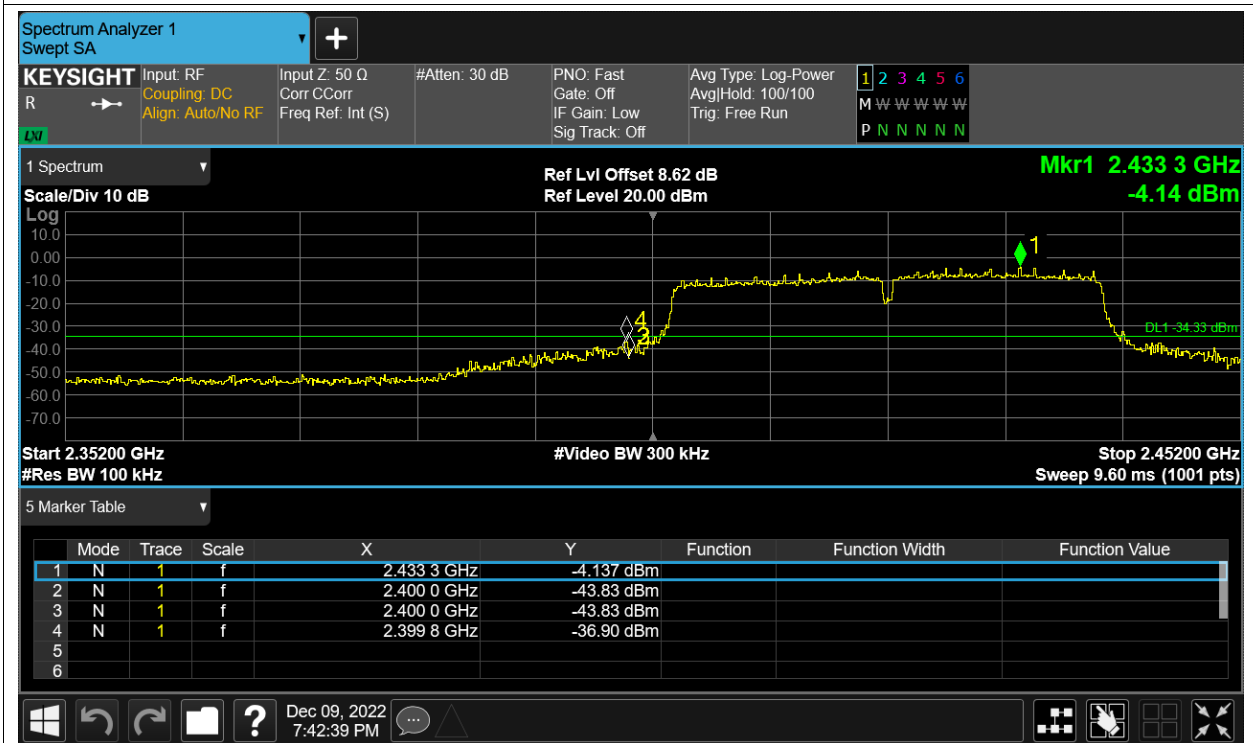 Spectrum Analyzer 1
Swept SA
+
KEYSIGHT Input: RF Input Z: 50 Ω #Atten: 30 dB PNO: Fast Avg Type: Log-Power 1 2 3 4 5 6
R Coupling: DC Corr CCorr Gate: Off Avg|Hold: 100/100 M W W W W W
Align: Auto/No RF Freq Ref: Int (S) IF Gain: Low Trig: Free Run
LXI Sig Track: Off P N N N N N
1 Spectrum Ref Lvl Offset 8.62 dB Mkr1 2.433 3 GHz
Scale/Div 10 dB Ref Level 20.00 dBm -4.14 dBm
Log
10.0
0.00
-10.0
-20.0
-30.0
-40.0
-50.0
-60.0
-70.0
1
4
2
DL1 -34.33 dBm
Start 2.35200 GHz #Video BW 300 kHz Stop 2.45200 GHz
#Res BW 100 kHz Sweep 9.60 ms (1001 pts)
5 Marker Table
Mode Trace Scale X Y Function Function Width Function Value
1 N 1 f 2.433 3 GHz -4.137 dBm
2 N 1 f 2.400 0 GHz -43.83 dBm
3 N 1 f 2.400 0 GHz -43.83 dBm
4 N 1 f 2.399 8 GHz -36.90 dBm
5
6
? Dec 09, 2022
7:42:39 PM